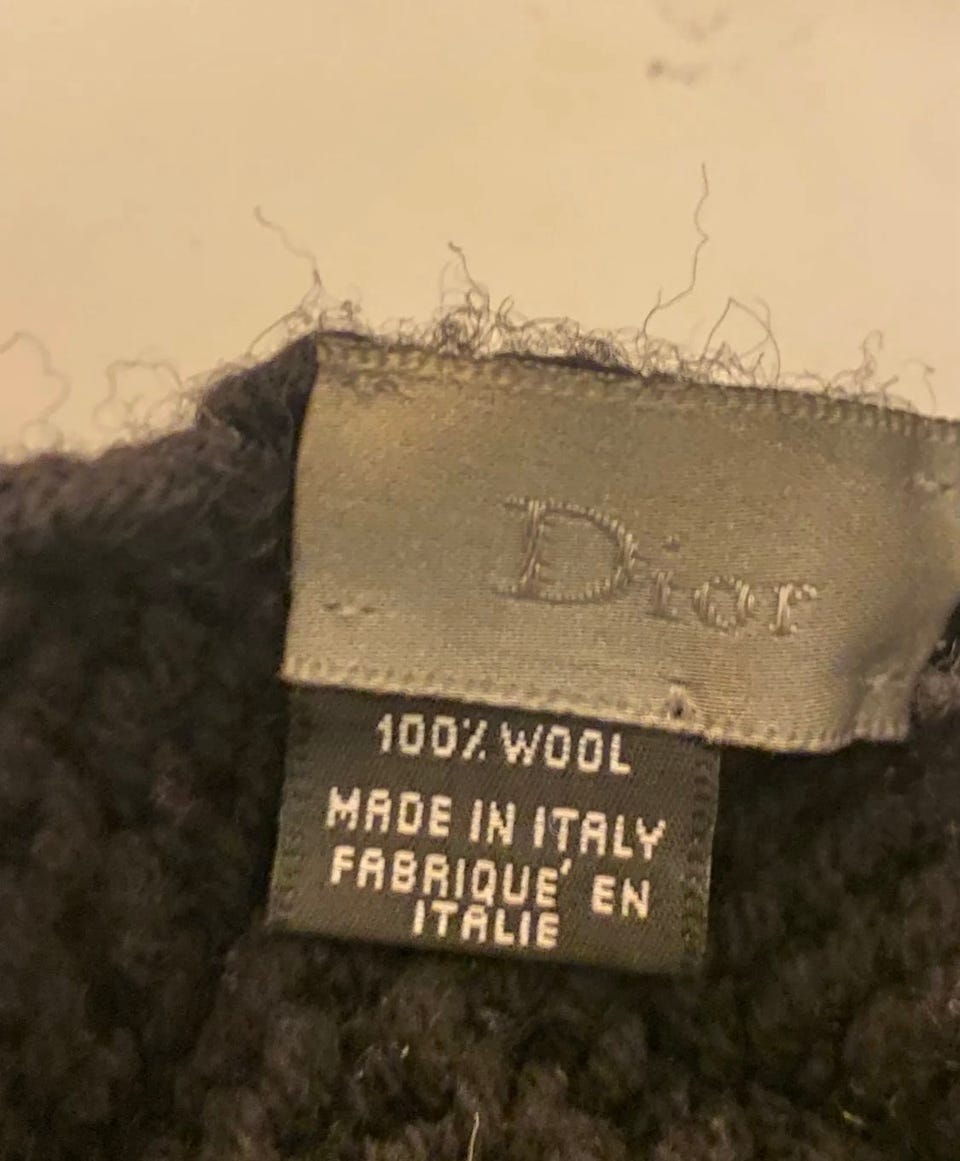 Dior
100% WOOL
MADE IN ITALY
FABRIQUE' EN
ITALIE